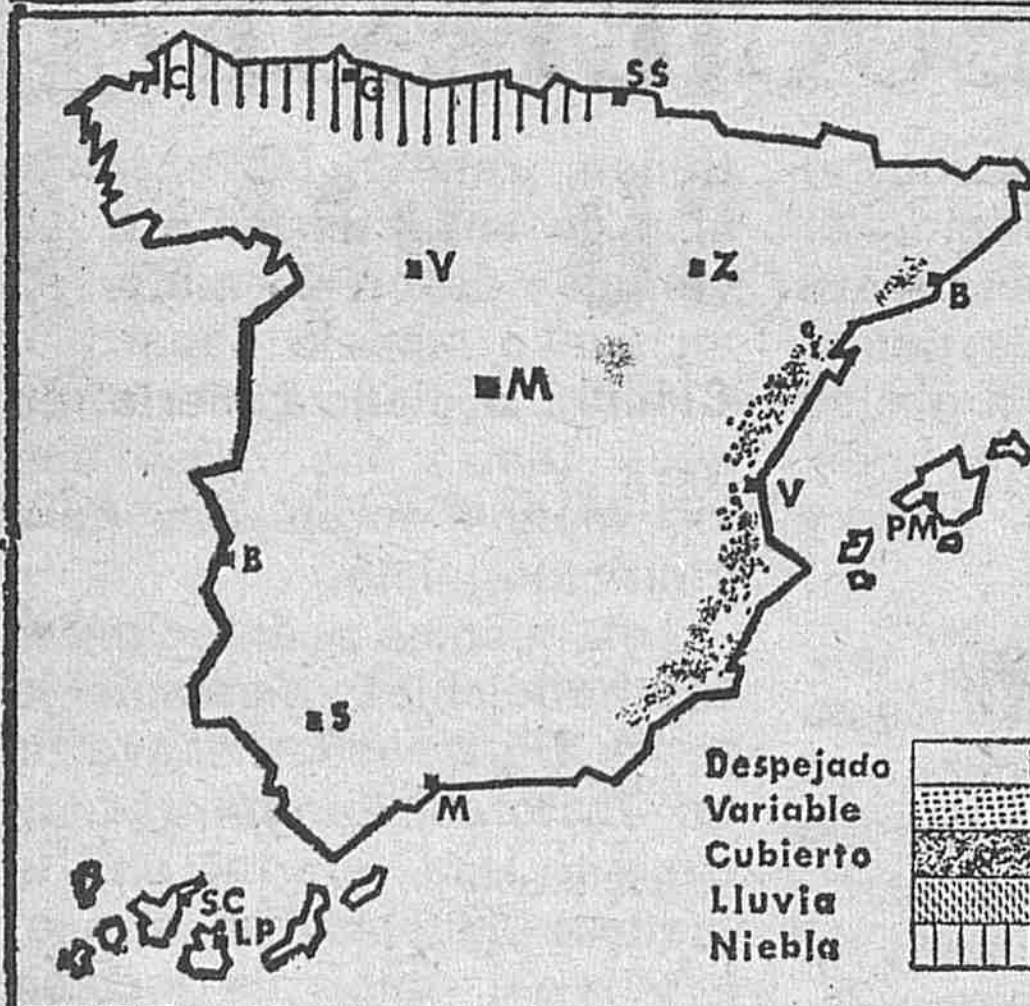 C
G
SS
V
Z
B
M
V
PM
B
S
M
SC
LP
Despejado
Variable
Cubierto
Lluvia
Niebla